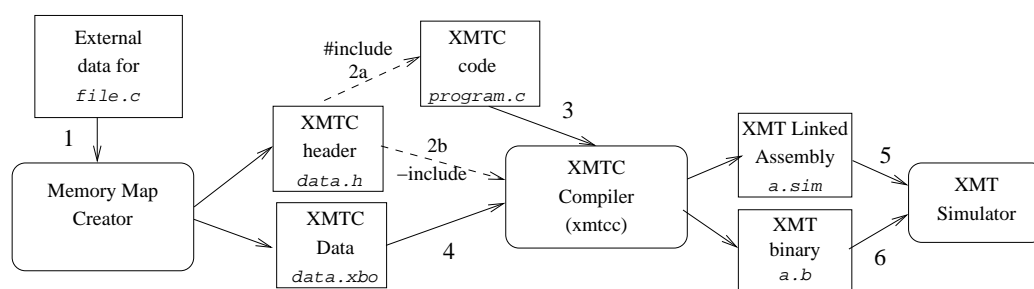 External
data for
file.c
1
Memory Map
Creator
#include
2a
XMTC
header
data.h
XMTC
Data
data.xbo
XMTC
code
program.c
2b
−include
3
4
XMTC
Compiler
(xmtcc)
XMT Linked
Assembly
a.sim
XMT
binary
a.b
5
6
XMT
Simulator